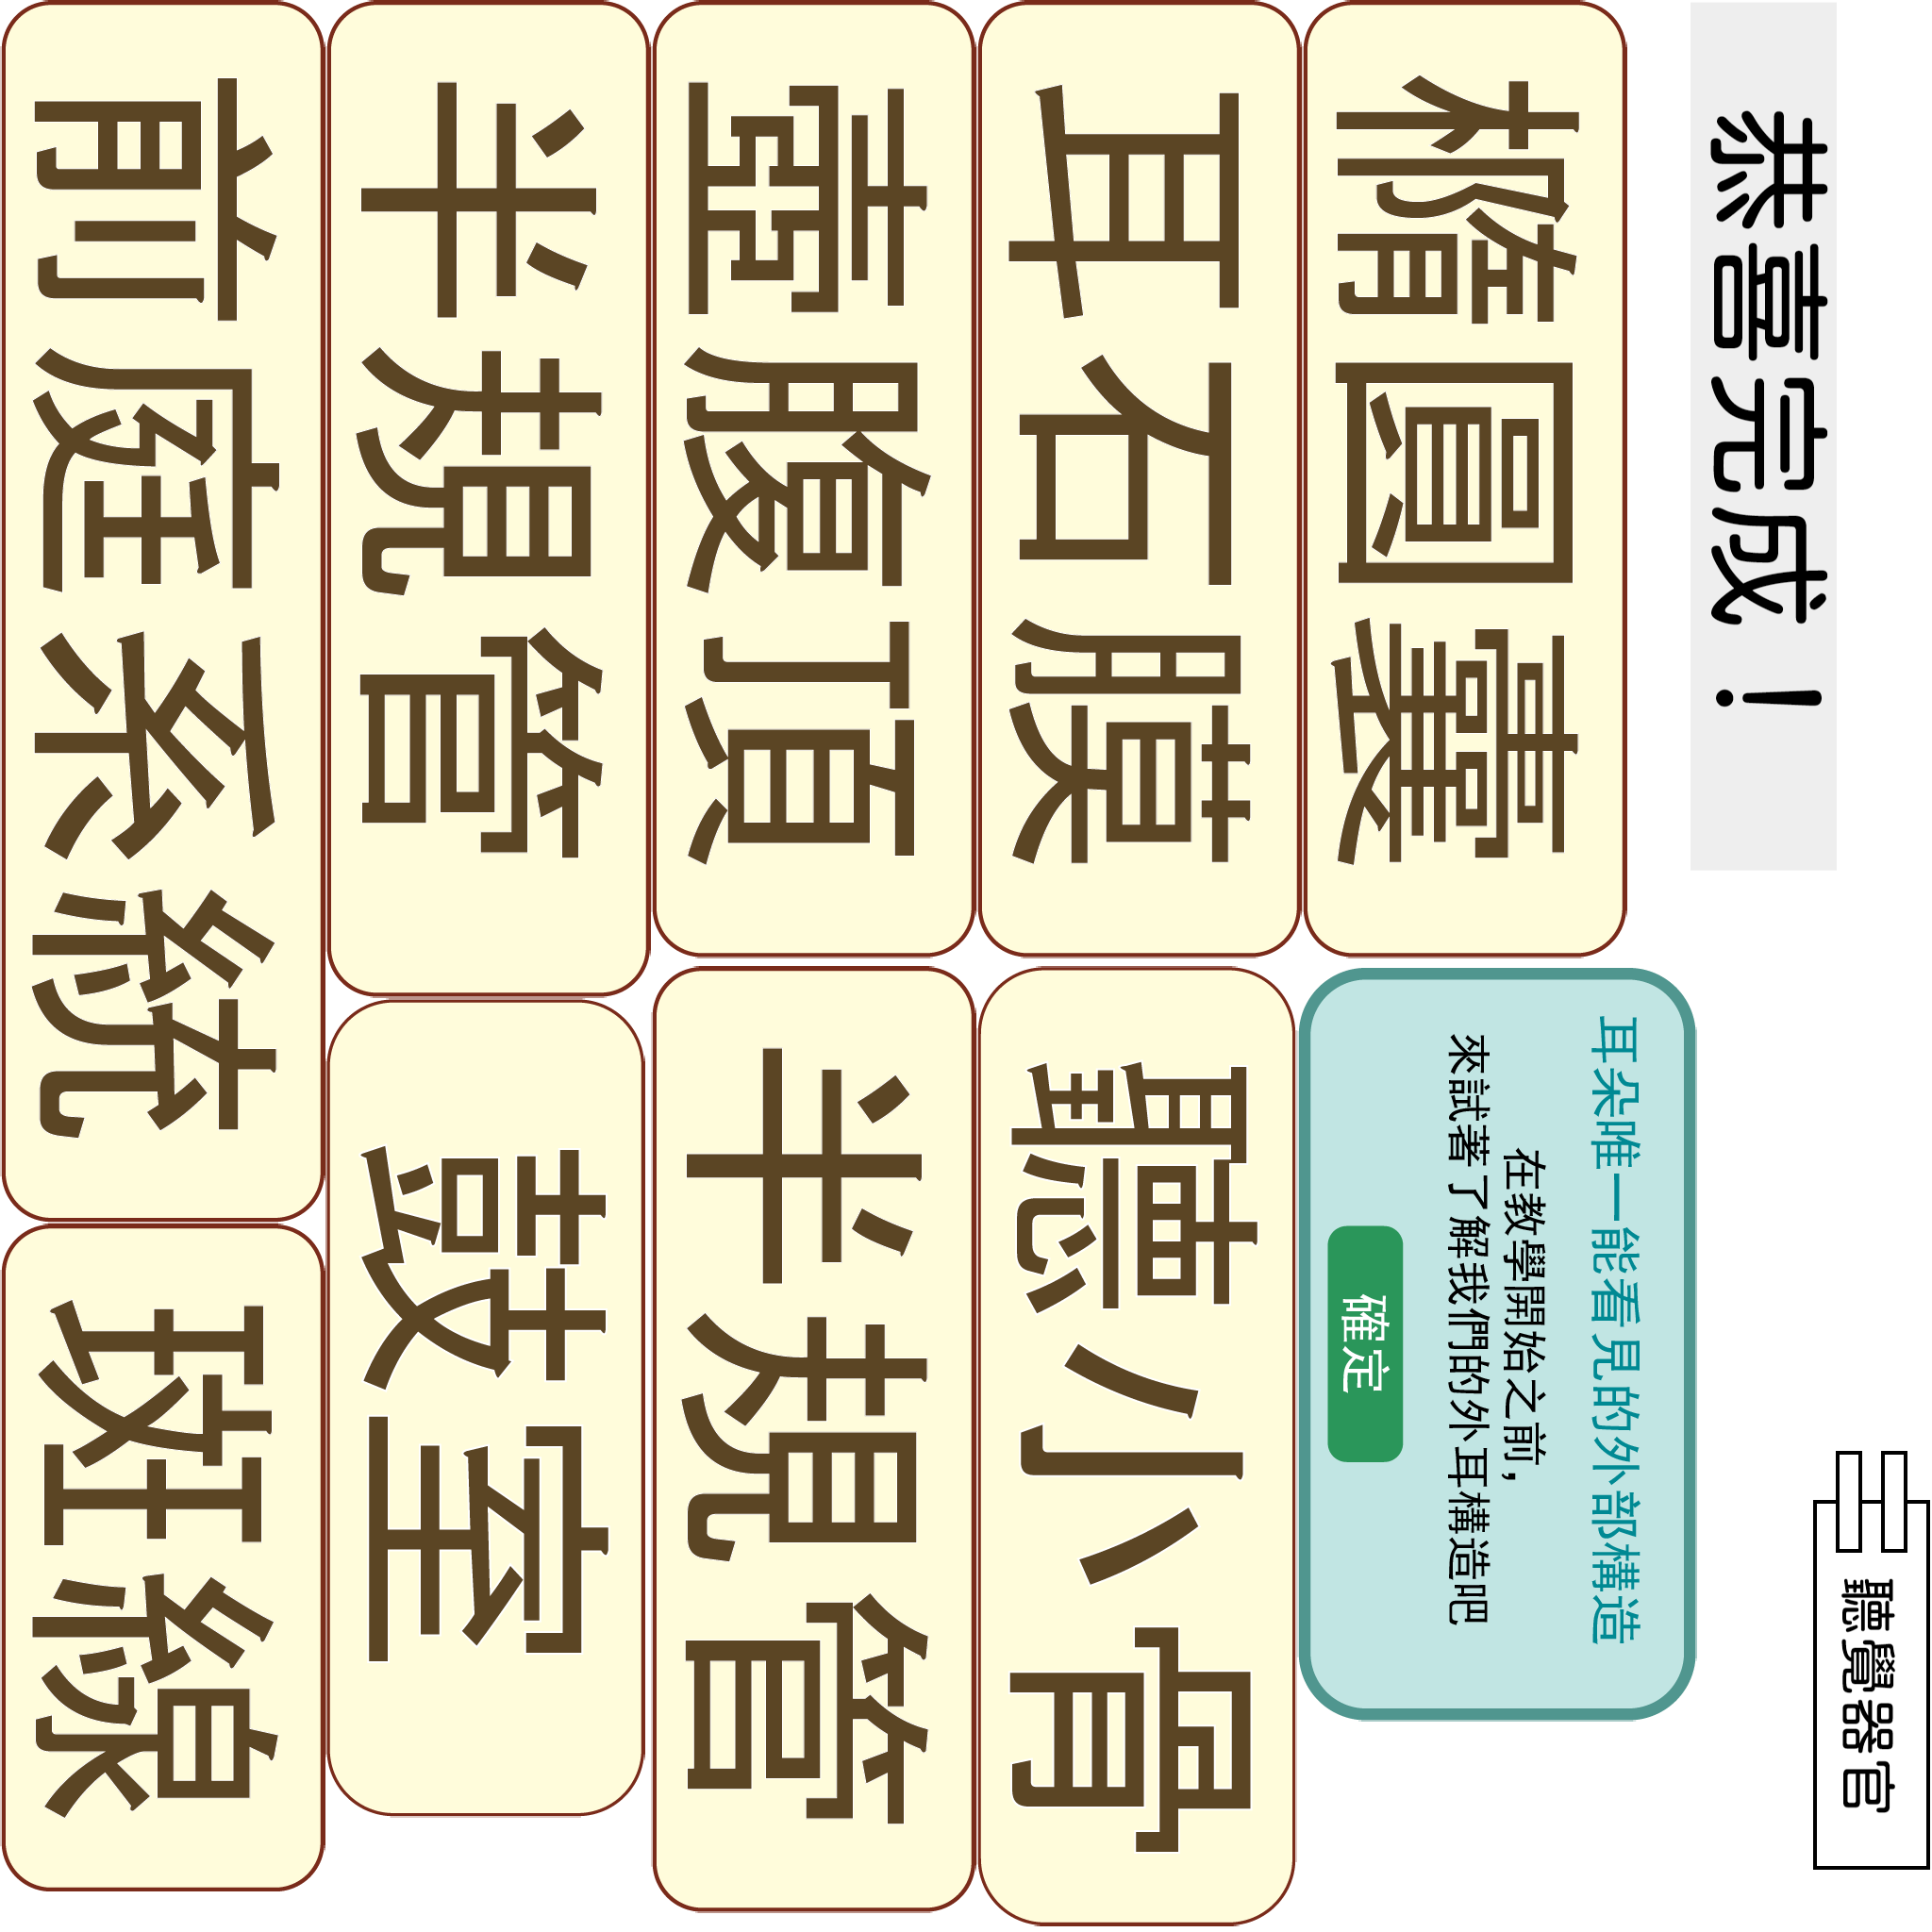 恭喜完成！
聽覺器官
橢圓囊
耳朵唯一能看見的外部構造
在教學開始之前，
來試著了解我們的外耳構造吧
確定
耳石膜
聽小骨
壺腹頂
半規管
半規管
鼓室
前庭系統
斑線